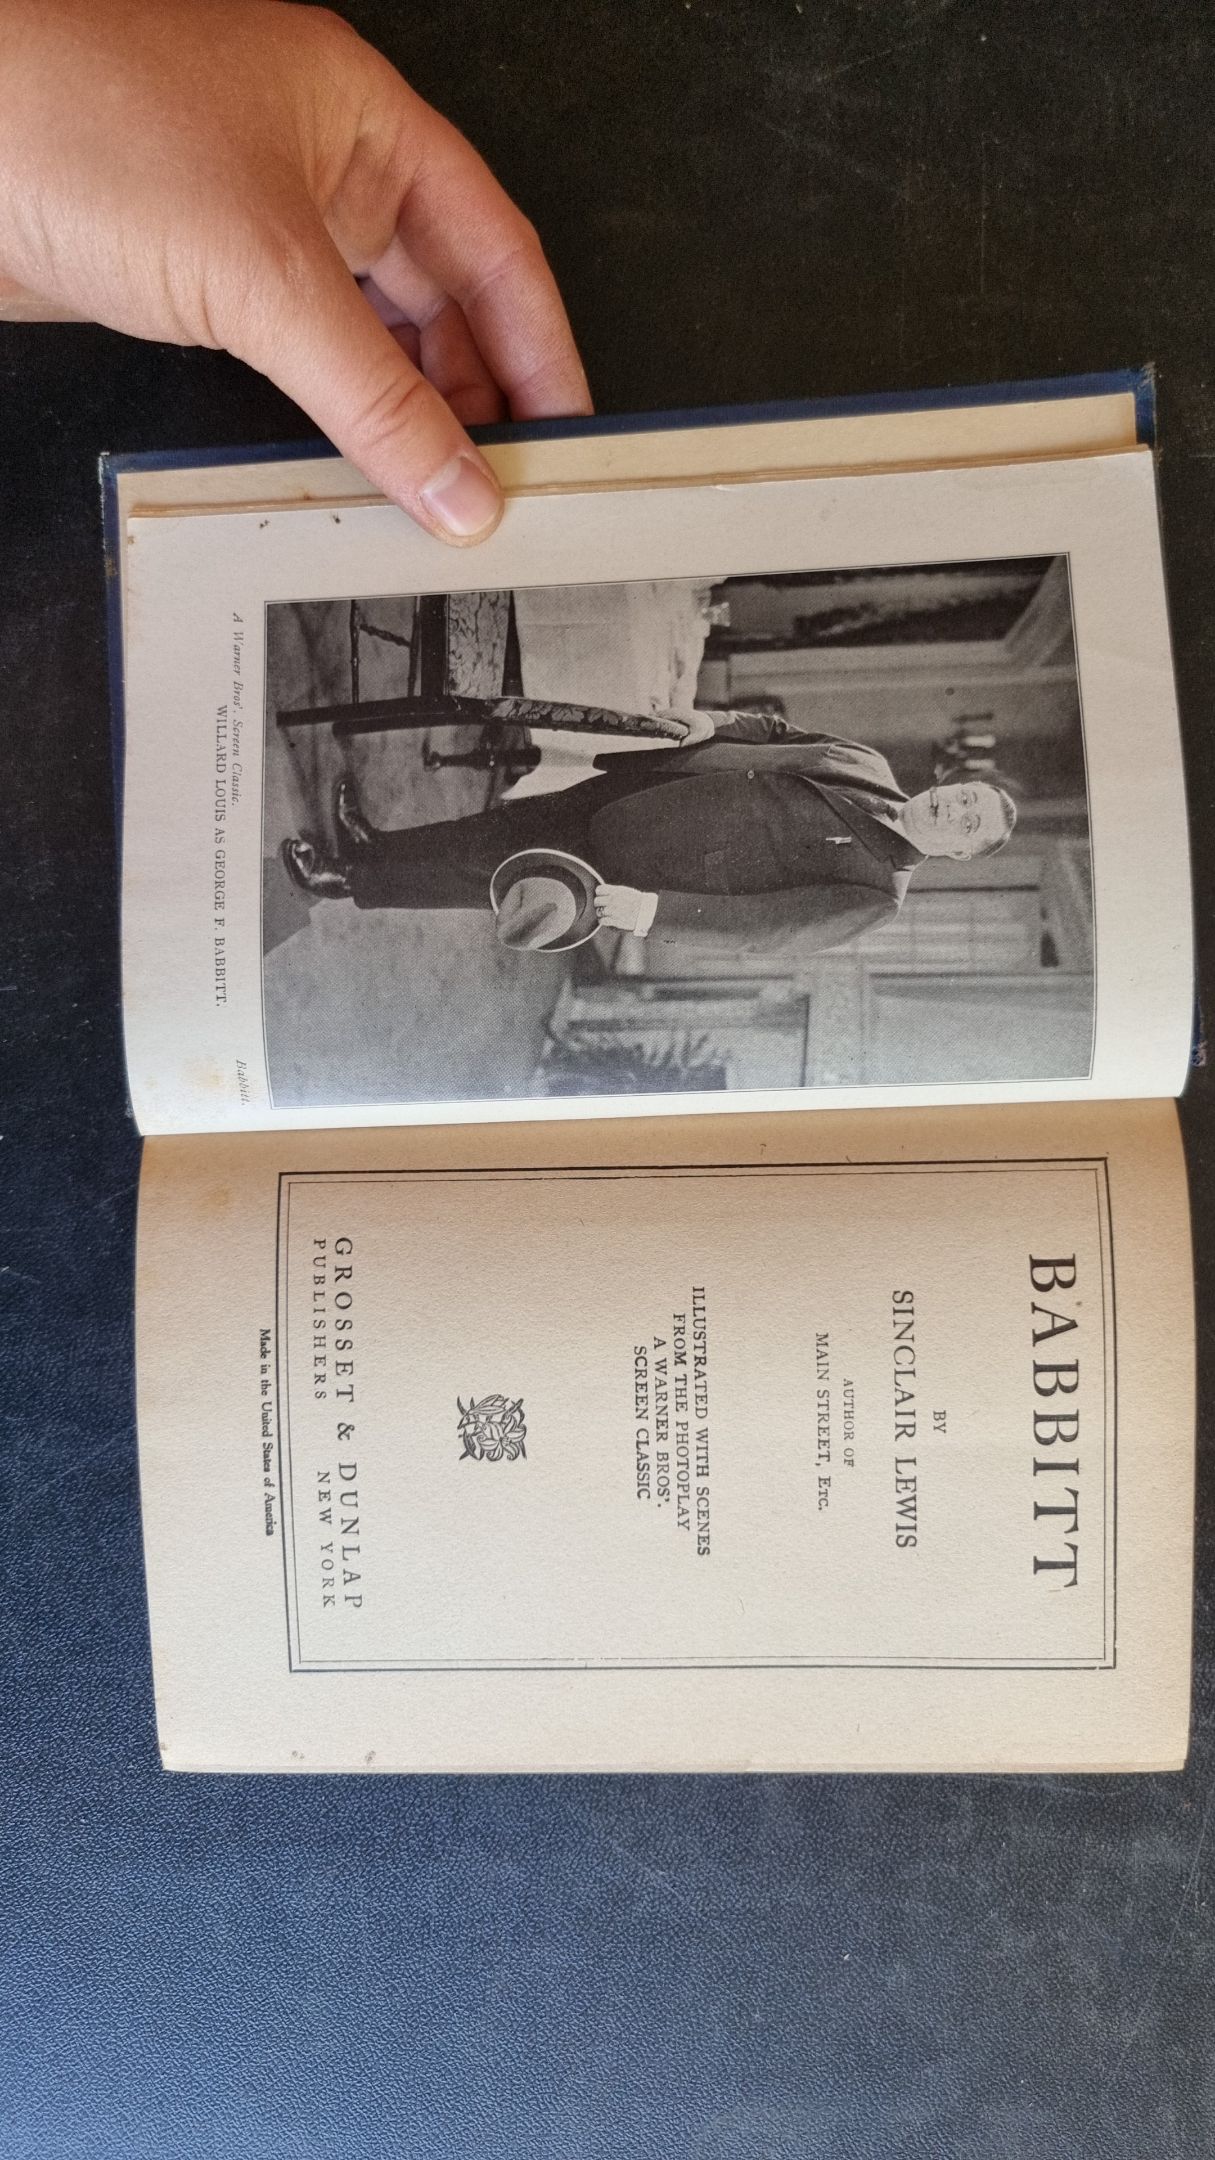 A Warner Bros'. Screen Classic.
Babbitt.
WILLARD LOUIS AS GEORGE F. BABBITT.
BABBITT
BY
SINCLAIR LEWIS
AUTHOR OF
MAIN STREET, ETC.
ILLUSTRATED WITH SCENES
FROM THE PHOTOPLAY
A WARNER BROS'.
SCREEN CLASSIC
GROSSET & DUNLAP
PUBLISHERS NEW YORK
Made in the United States of America